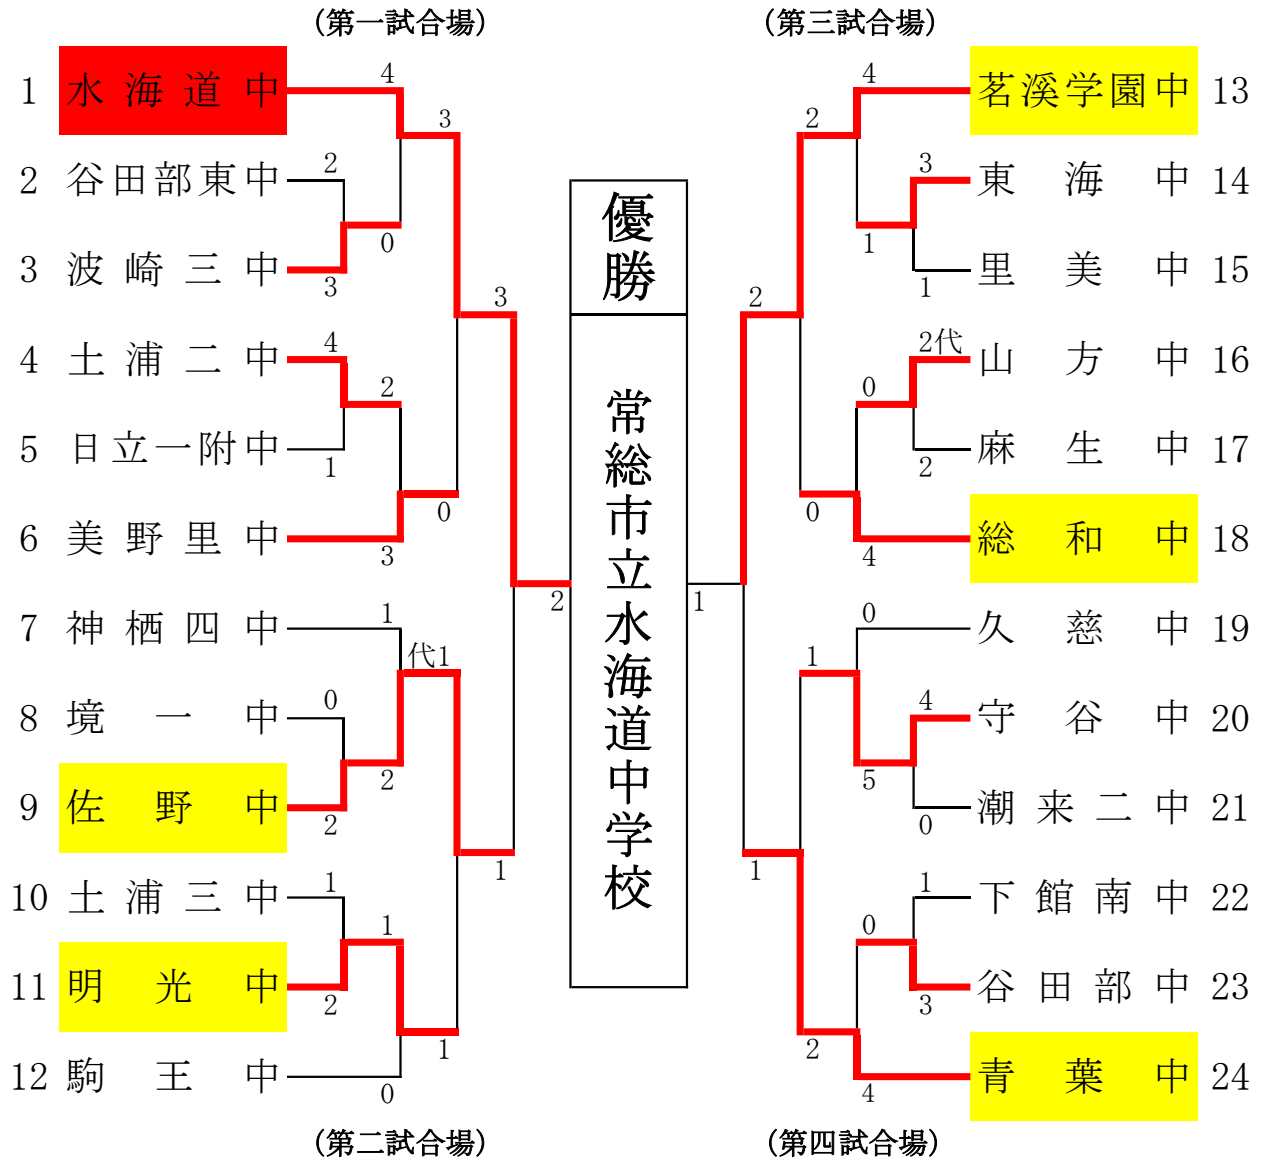 (第一試合場)
1 水海道中 4
3
2 谷田部東中 2
0
3 波崎三中 3
3
4 土浦二中 4
2
5 日立一附中 1
0
6 美野里中 3
2
7 神栖四中 1
代1
8 境一中 0
2
9 佐野中 2
1
10 土浦三中 1
1
11 明光中 2
1
12 駒王中 0
(第二試合場)
優勝
常総市立水海道中学校
(第三試合場)
4 茗溪学園中 13
2
3 東海中 14
1
1 里美中 15
2
2代 山方中 16
0
2 麻生中 17
0
4 総和中 18
1
0 久慈中 19
1
4 守谷中 20
5
0 潮来二中 21
1
1 下館南中 22
0
3 谷田部中 23
2
4 青葉中 24
(第四試合場)